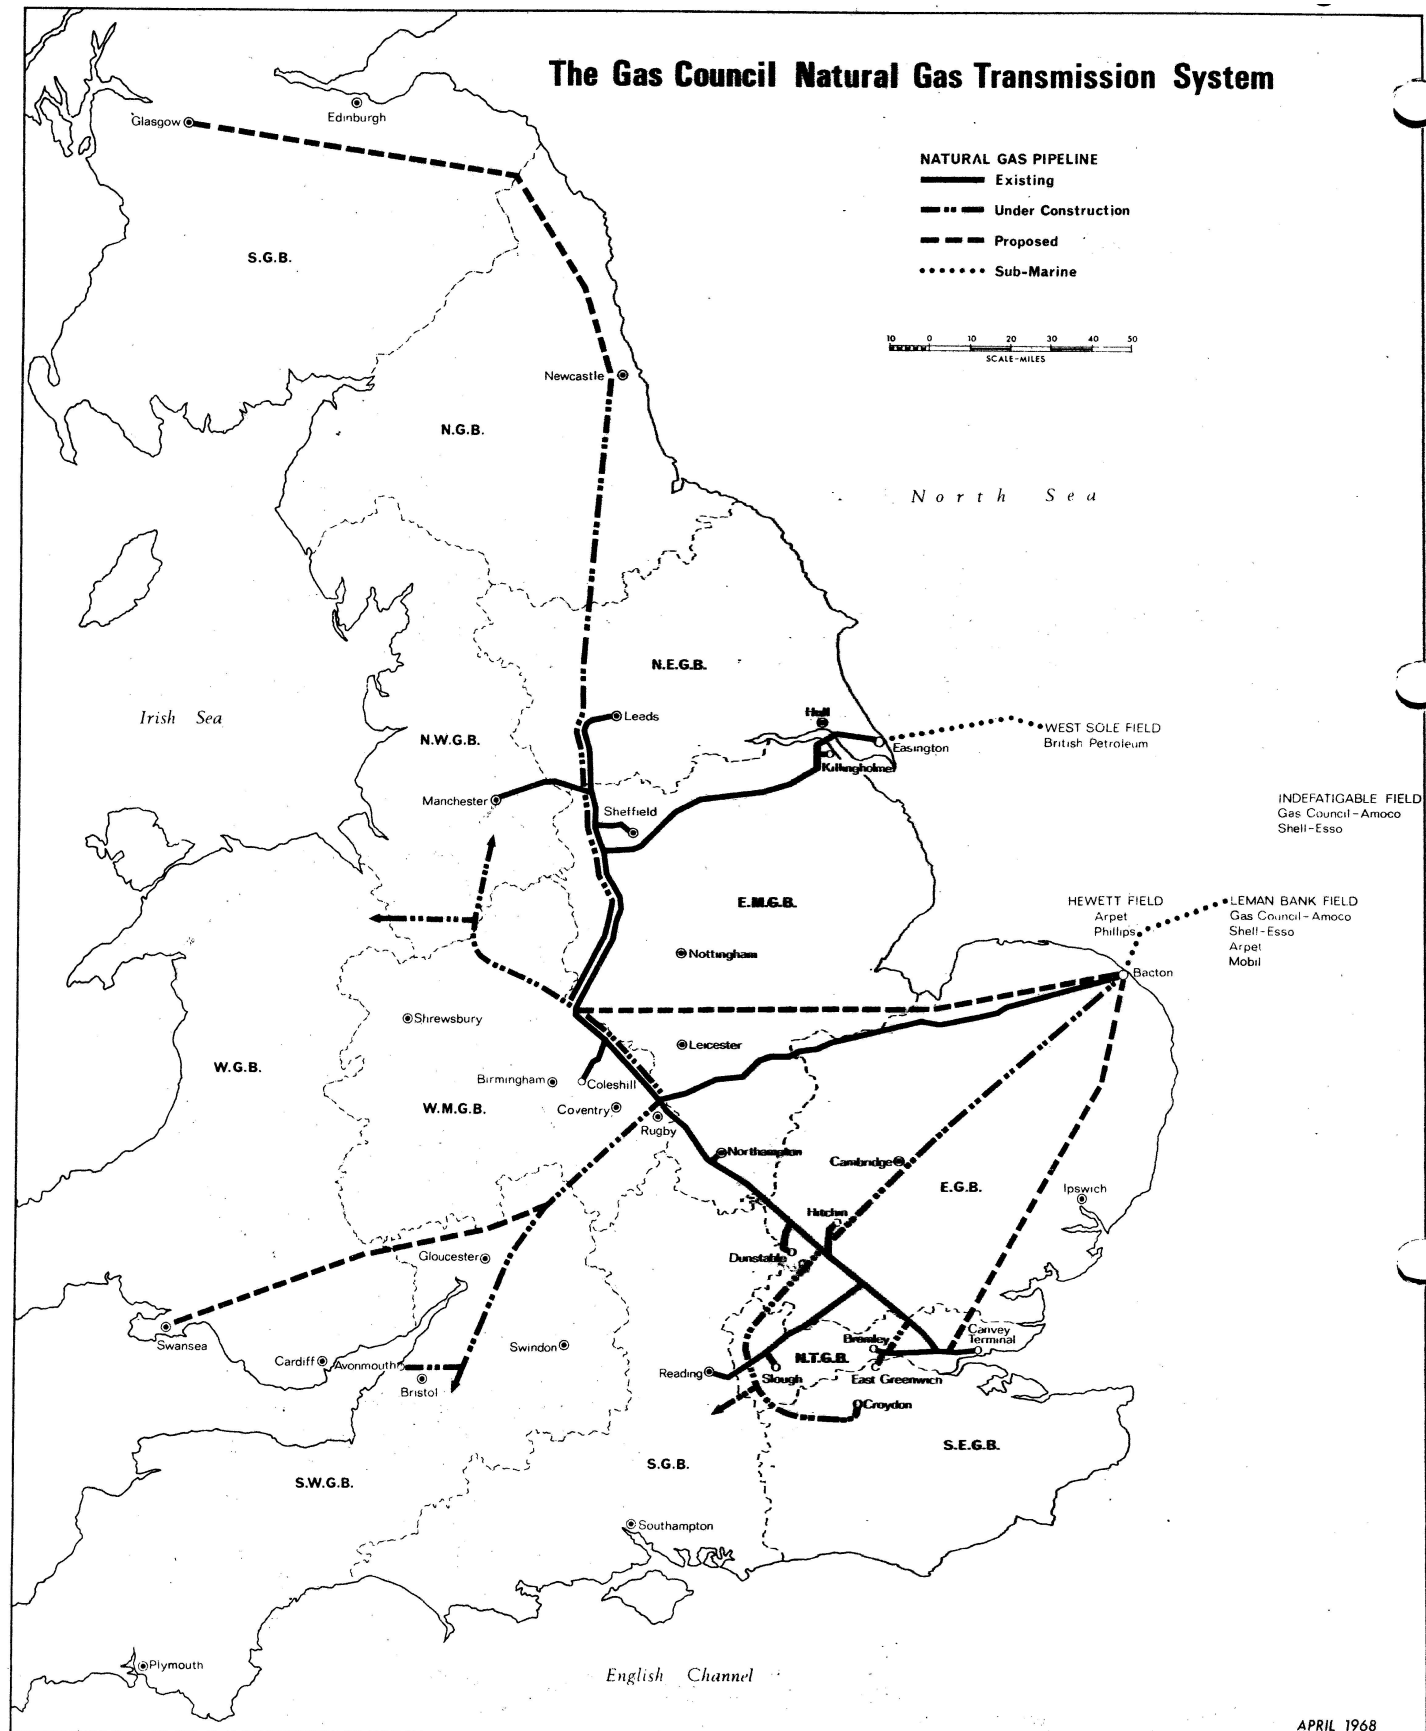 The Gas Council Natural Gas Transmission System
NATURAL GAS PIPELINE
Existing
Under Construction
Proposed
Sub-Marine
10 0 10 20 30 40 50
SCALE-MILES
Glasgow
Edinburgh
S.G.B.
Newcastle
N.G.B.
North Sea
N.E.G.B.
Irish Sea
Leeds
Hull
Easington
WEST SOLE FIELD
British Petroleum
N.W.G.B.
Killingholme
Manchester
Sheffield
INDEFATIGABLE FIELD
Gas Council-Amoco
Shell-Esso
E.M.G.B.
HEWETT FIELD
Arpet
Phillips
LEMAN BANK FIELD
Gas Council-Amoco
Shell-Esso
Arpet
Mobil
Nottingham
Bacton
Shrewsbury
Leicester
W.G.B.
Birmingham
Coleshill
W.M.G.B.
Coventry
Rugby
Northampton
Cambridge
E.G.B.
Ipswich
Hitchin
Gloucester
Dunstable
Swansea
Cardiff
Avonmouth
Bristol
Swindon
Reading
Slough
N.T.G.B.
Bromley
Canvey
Terminal
East Greenwich
Croydon
S.E.G.B.
S.G.B.
S.W.G.B.
Southampton
Plymouth
English Channel
APRIL 1968